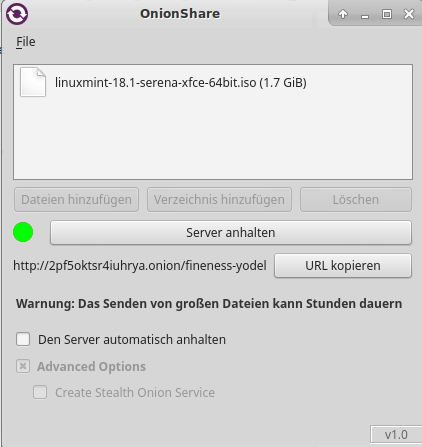 OnionShare
File
linuxmint-18.1-serena-xfce-64bit.iso (1.7 GiB)
Dateien hinzufügen Verzeichnis hinzufügen Löschen
Server anhalten
http://2pf5oktsr4iuhrya.onion/fineness-yodel URL kopieren
Warnung: Das Senden von großen Dateien kann Stunden dauern
Den Server automatisch anhalten
Advanced Options
Create Stealth Onion Service
v1.0